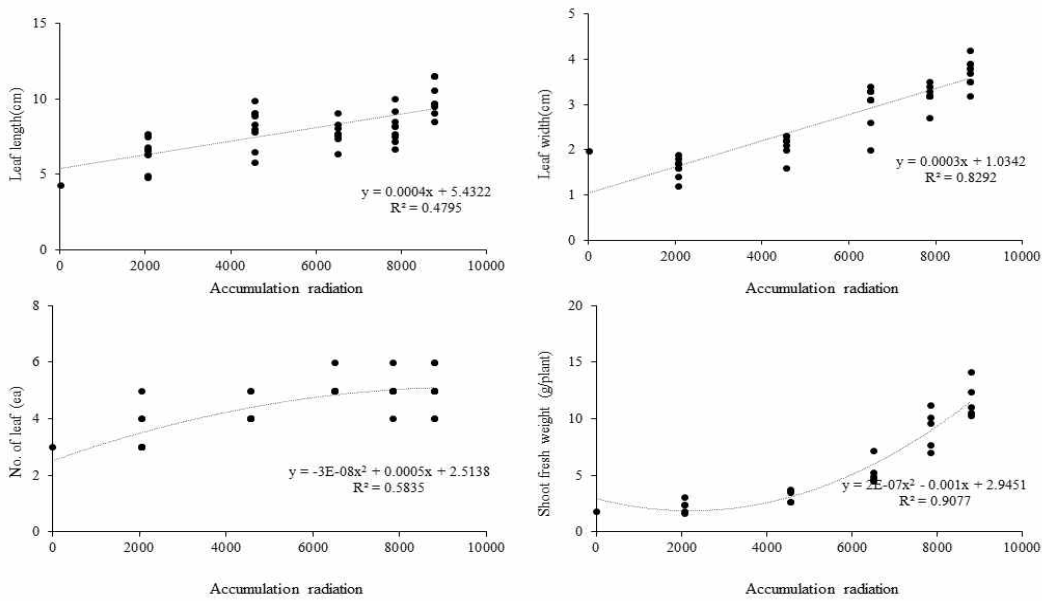 15
10
5
0
Leaf length(cm)
y = 0.0004x + 5.4322
R² = 0.4795
0 2000 4000 6000 8000 10000
Accumulation radiation
5
4
3
2
1
0
Leaf width(cm)
y = 0.0003x + 1.0342
R² = 0.8292
0 2000 4000 6000 8000 10000
Accumulation radiation
8
6
4
2
0
No. of leaf (ea)
y = -3E-08x² + 0.0005x + 2.5138
R² = 0.5835
0 2000 4000 6000 8000 10000
Accumulation radiation
20
15
10
5
0
Shoot fresh weight (g/plant)
y = 2E-07x² - 0.001x + 2.9451
R² = 0.9077
0 2000 4000 6000 8000 10000
Accumulation radiation